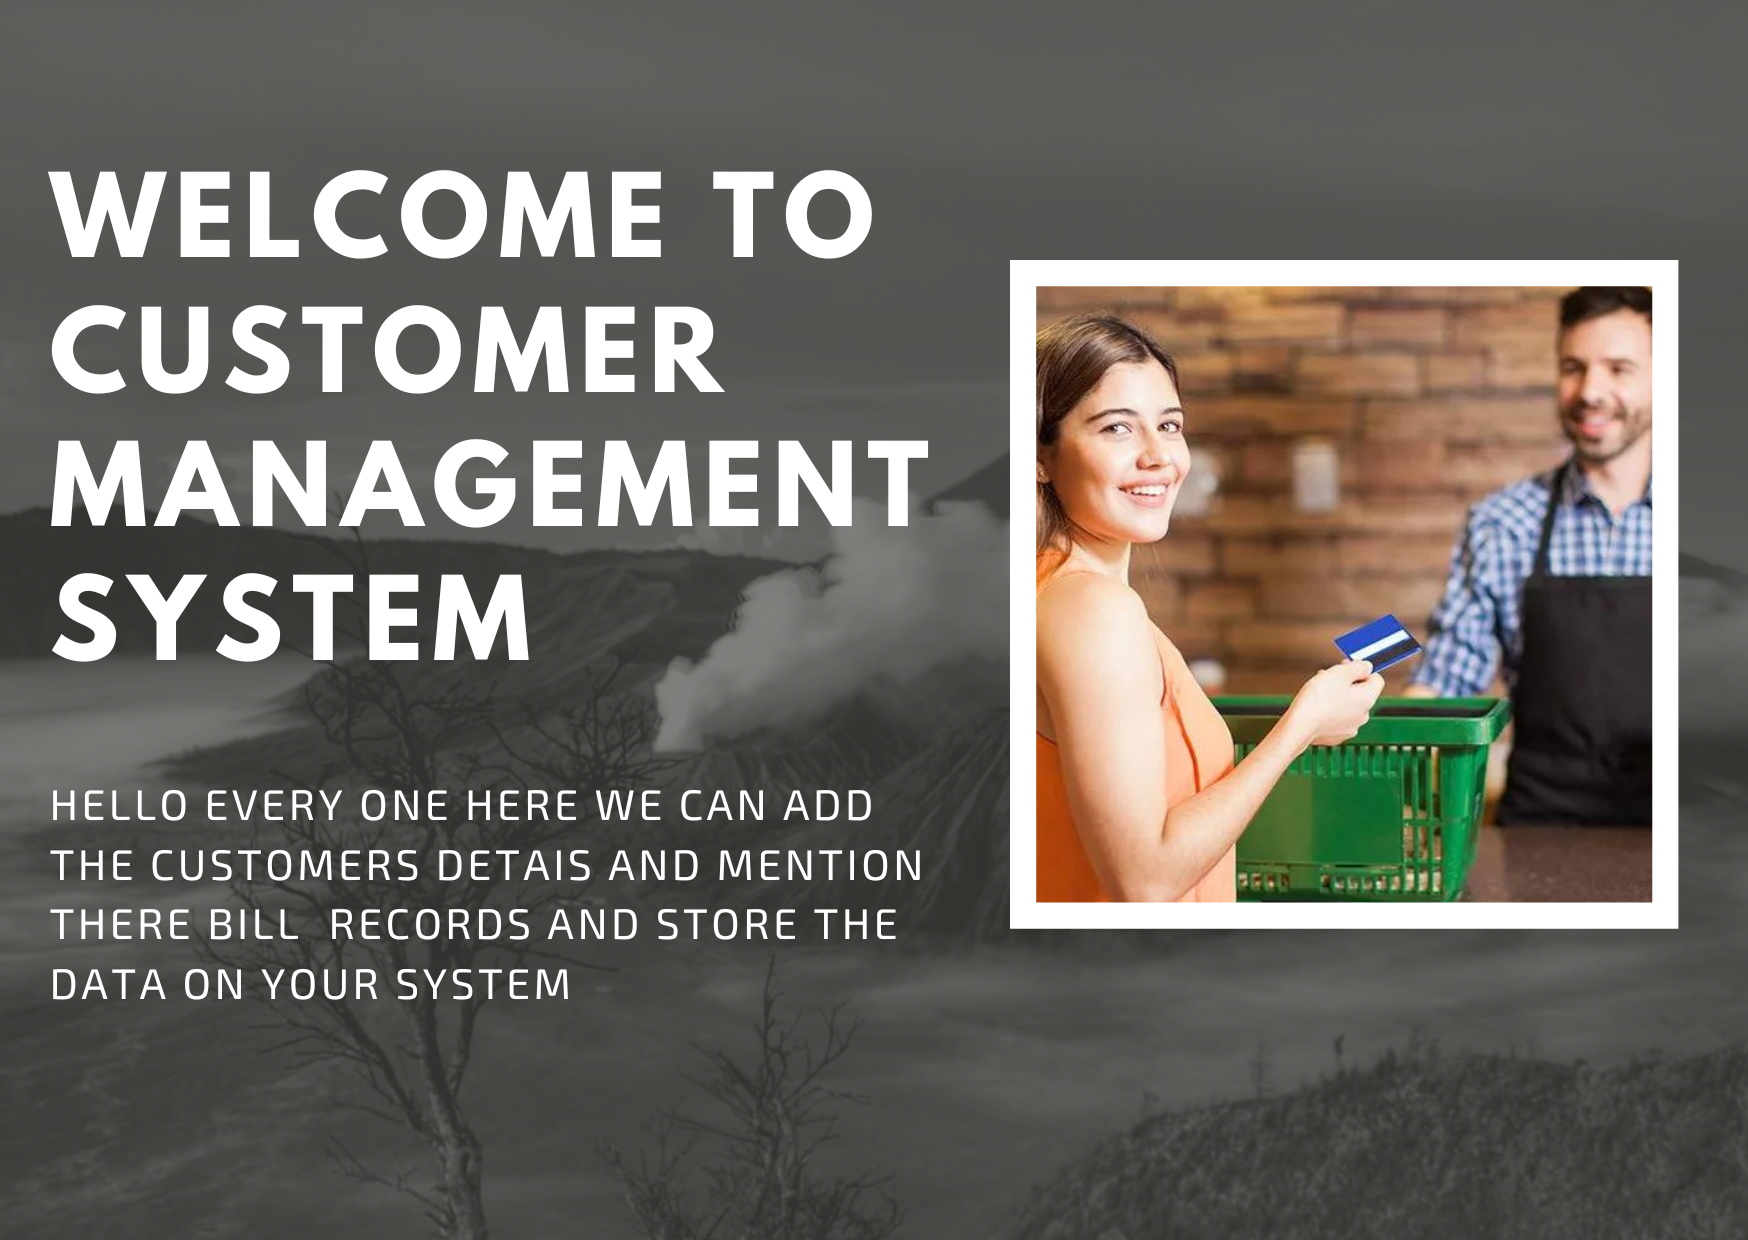 WELCOME TO
CUSTOMER
MANAGEMENT
SYSTEM
HELLO EVERY ONE HERE WE CAN ADD
THE CUSTOMERS DETAIS AND MENTION
THERE BILL  RECORDS AND STORE THE
DATA ON YOUR SYSTEM